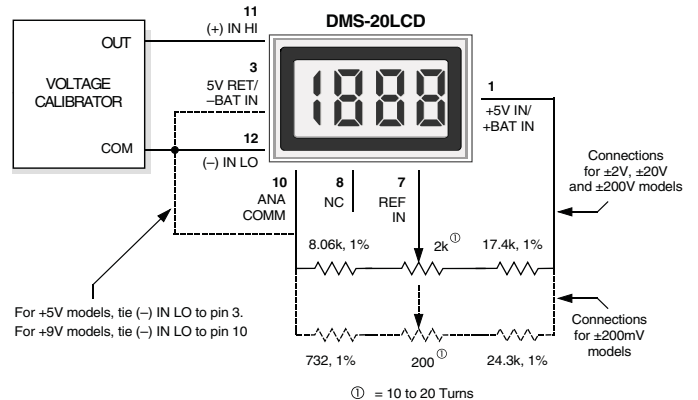 DMS-20LCD
11
(+) IN HI
OUT
VOLTAGE
CALIBRATOR
COM
3
5V RET/
–BAT IN
12
(–) IN LO
1888
1
+5V IN/
+BAT IN
10
ANA
COMM
8
NC
7
REF
IN
Connections
for ±2V, ±20V
and ±200V models
8.06k, 1%
2k ①
17.4k, 1%
For +5V models, tie (–) IN LO to pin 3.
For +9V models, tie (–) IN LO to pin 10
732, 1%
200 ①
24.3k, 1%
Connections
for ±200mV
models
① = 10 to 20 Turns